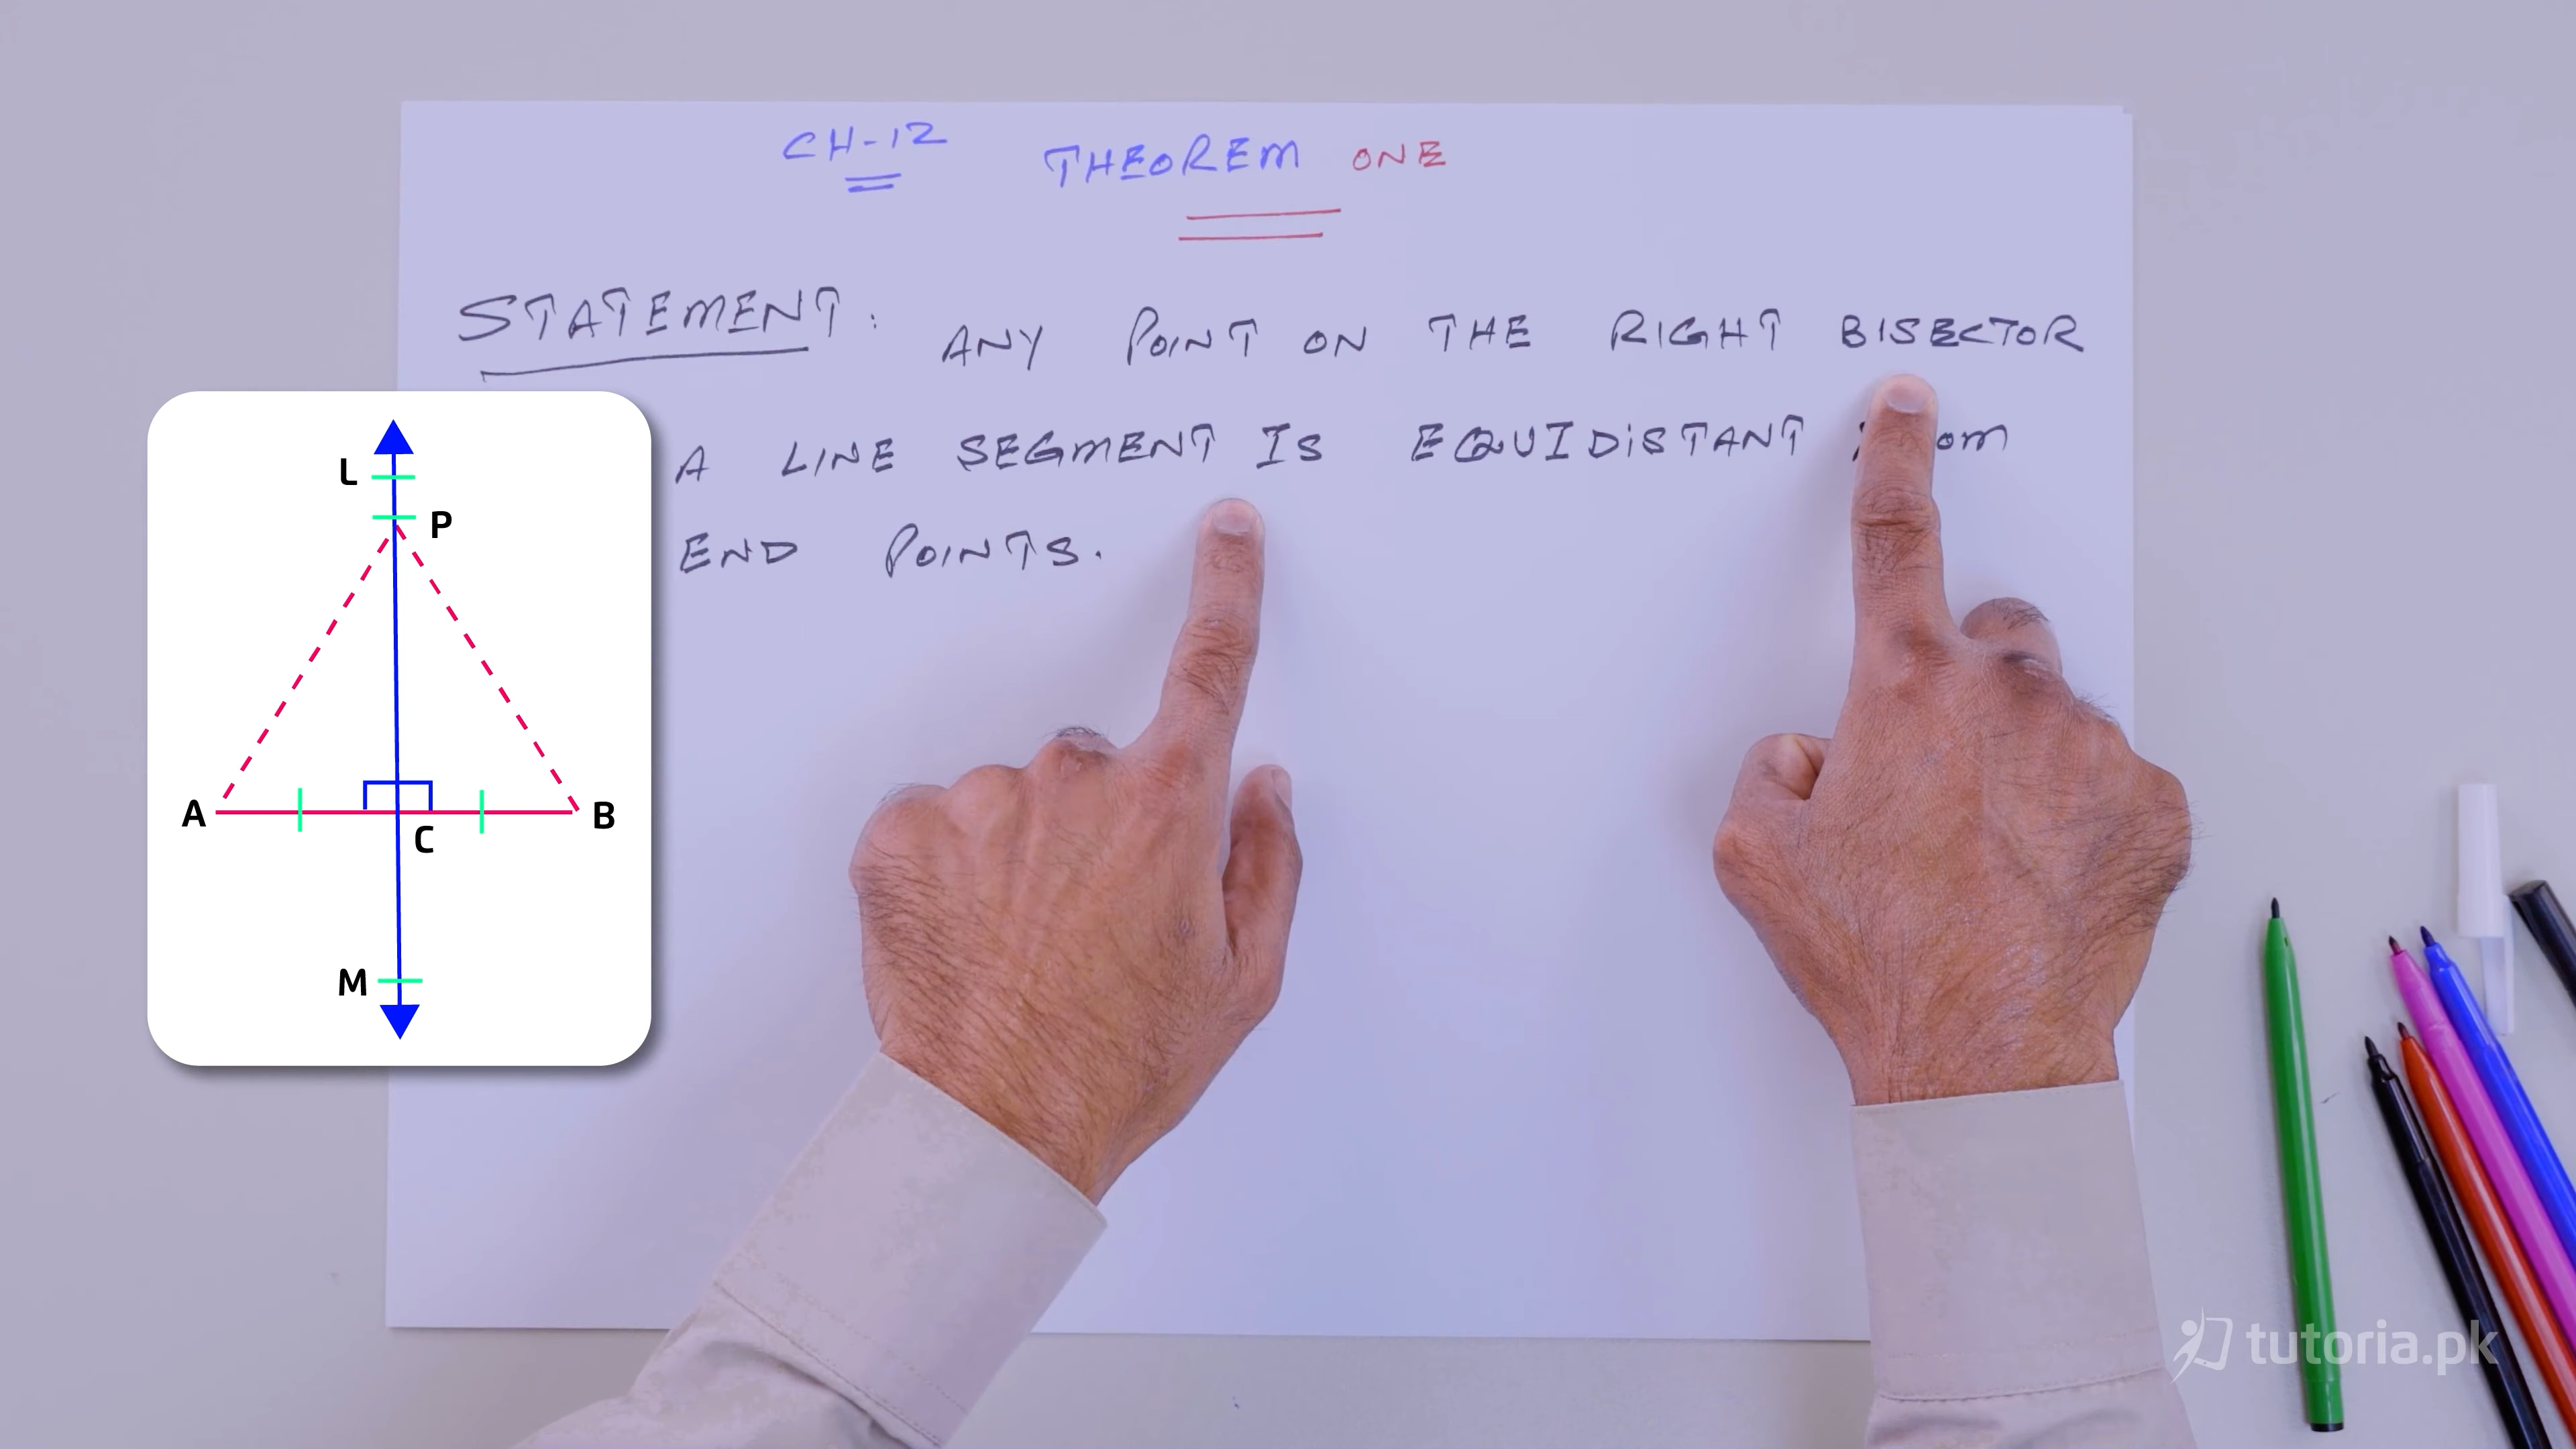 CH-12 THEOREM ONE
STATEMENT: ANY POINT ON THE RIGHT BISECTOR
A LINE SEGMENT IS EQUIDISTANT
END POINTS.
L
P
A
B
C
M
tutoria.pk